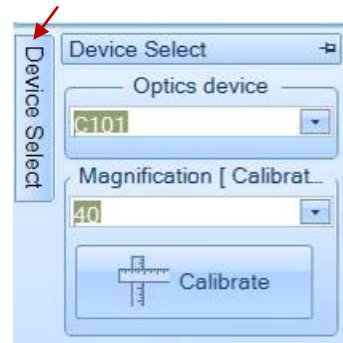 Device Select
Device Select
Optics device
C101
Magnification [ Calibrat...
40
Calibrate